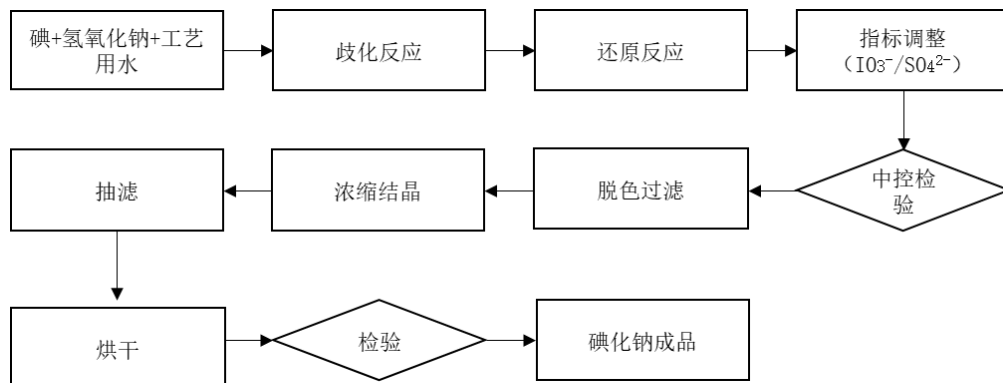 碘+氢氧化钠+工艺
用水
歧化反应
还原反应
指标调整
（IO₃⁻/SO₄²⁻）
中控检
验
脱色过滤
浓缩结晶
抽滤
烘干
检验
碘化钠成品